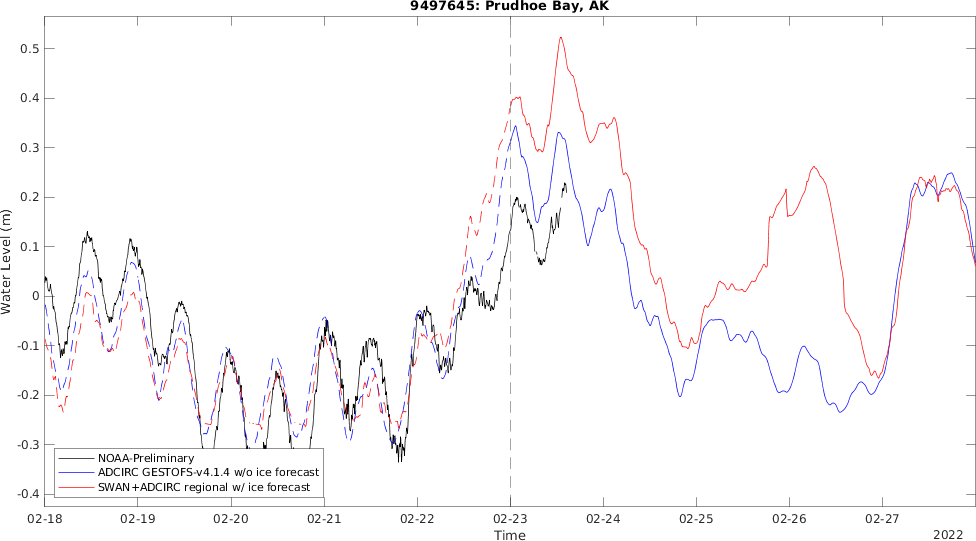 9497645: Prudhoe Bay, AK
Water Level (m)
0.5
0.4
0.3
0.2
0.1
0
-0.1
-0.2
-0.3
-0.4
NOAA-Preliminary
ADCIRC GESTOFS-v4.1.4 w/o ice forecast
SWAN+ADCIRC regional w/ ice forecast
02-18 02-19 02-20 02-21 02-22 02-23 02-24 02-25 02-26 02-27
Time
2022